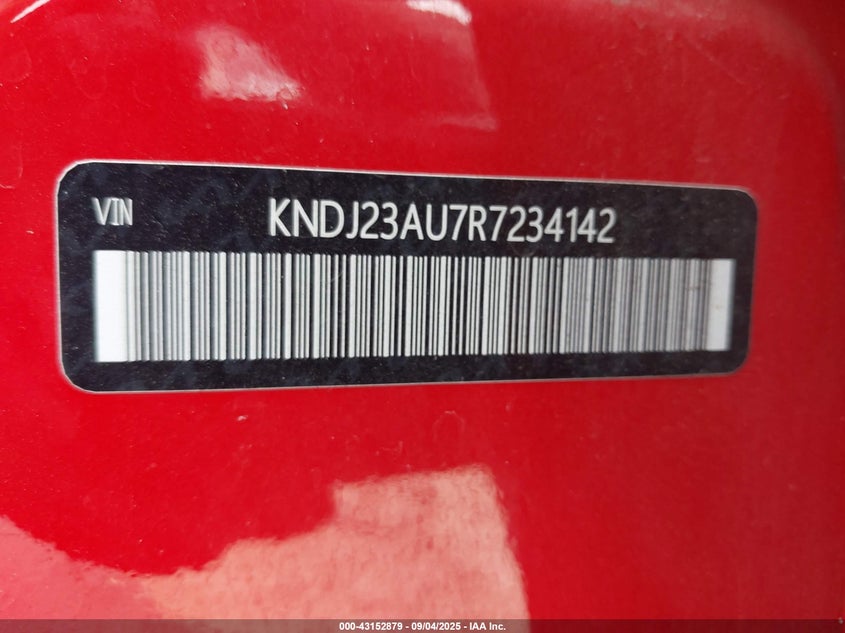 VIN KNDJ23AU7R7234142
000-43152879 - 09/04/2025 - IAA Inc.